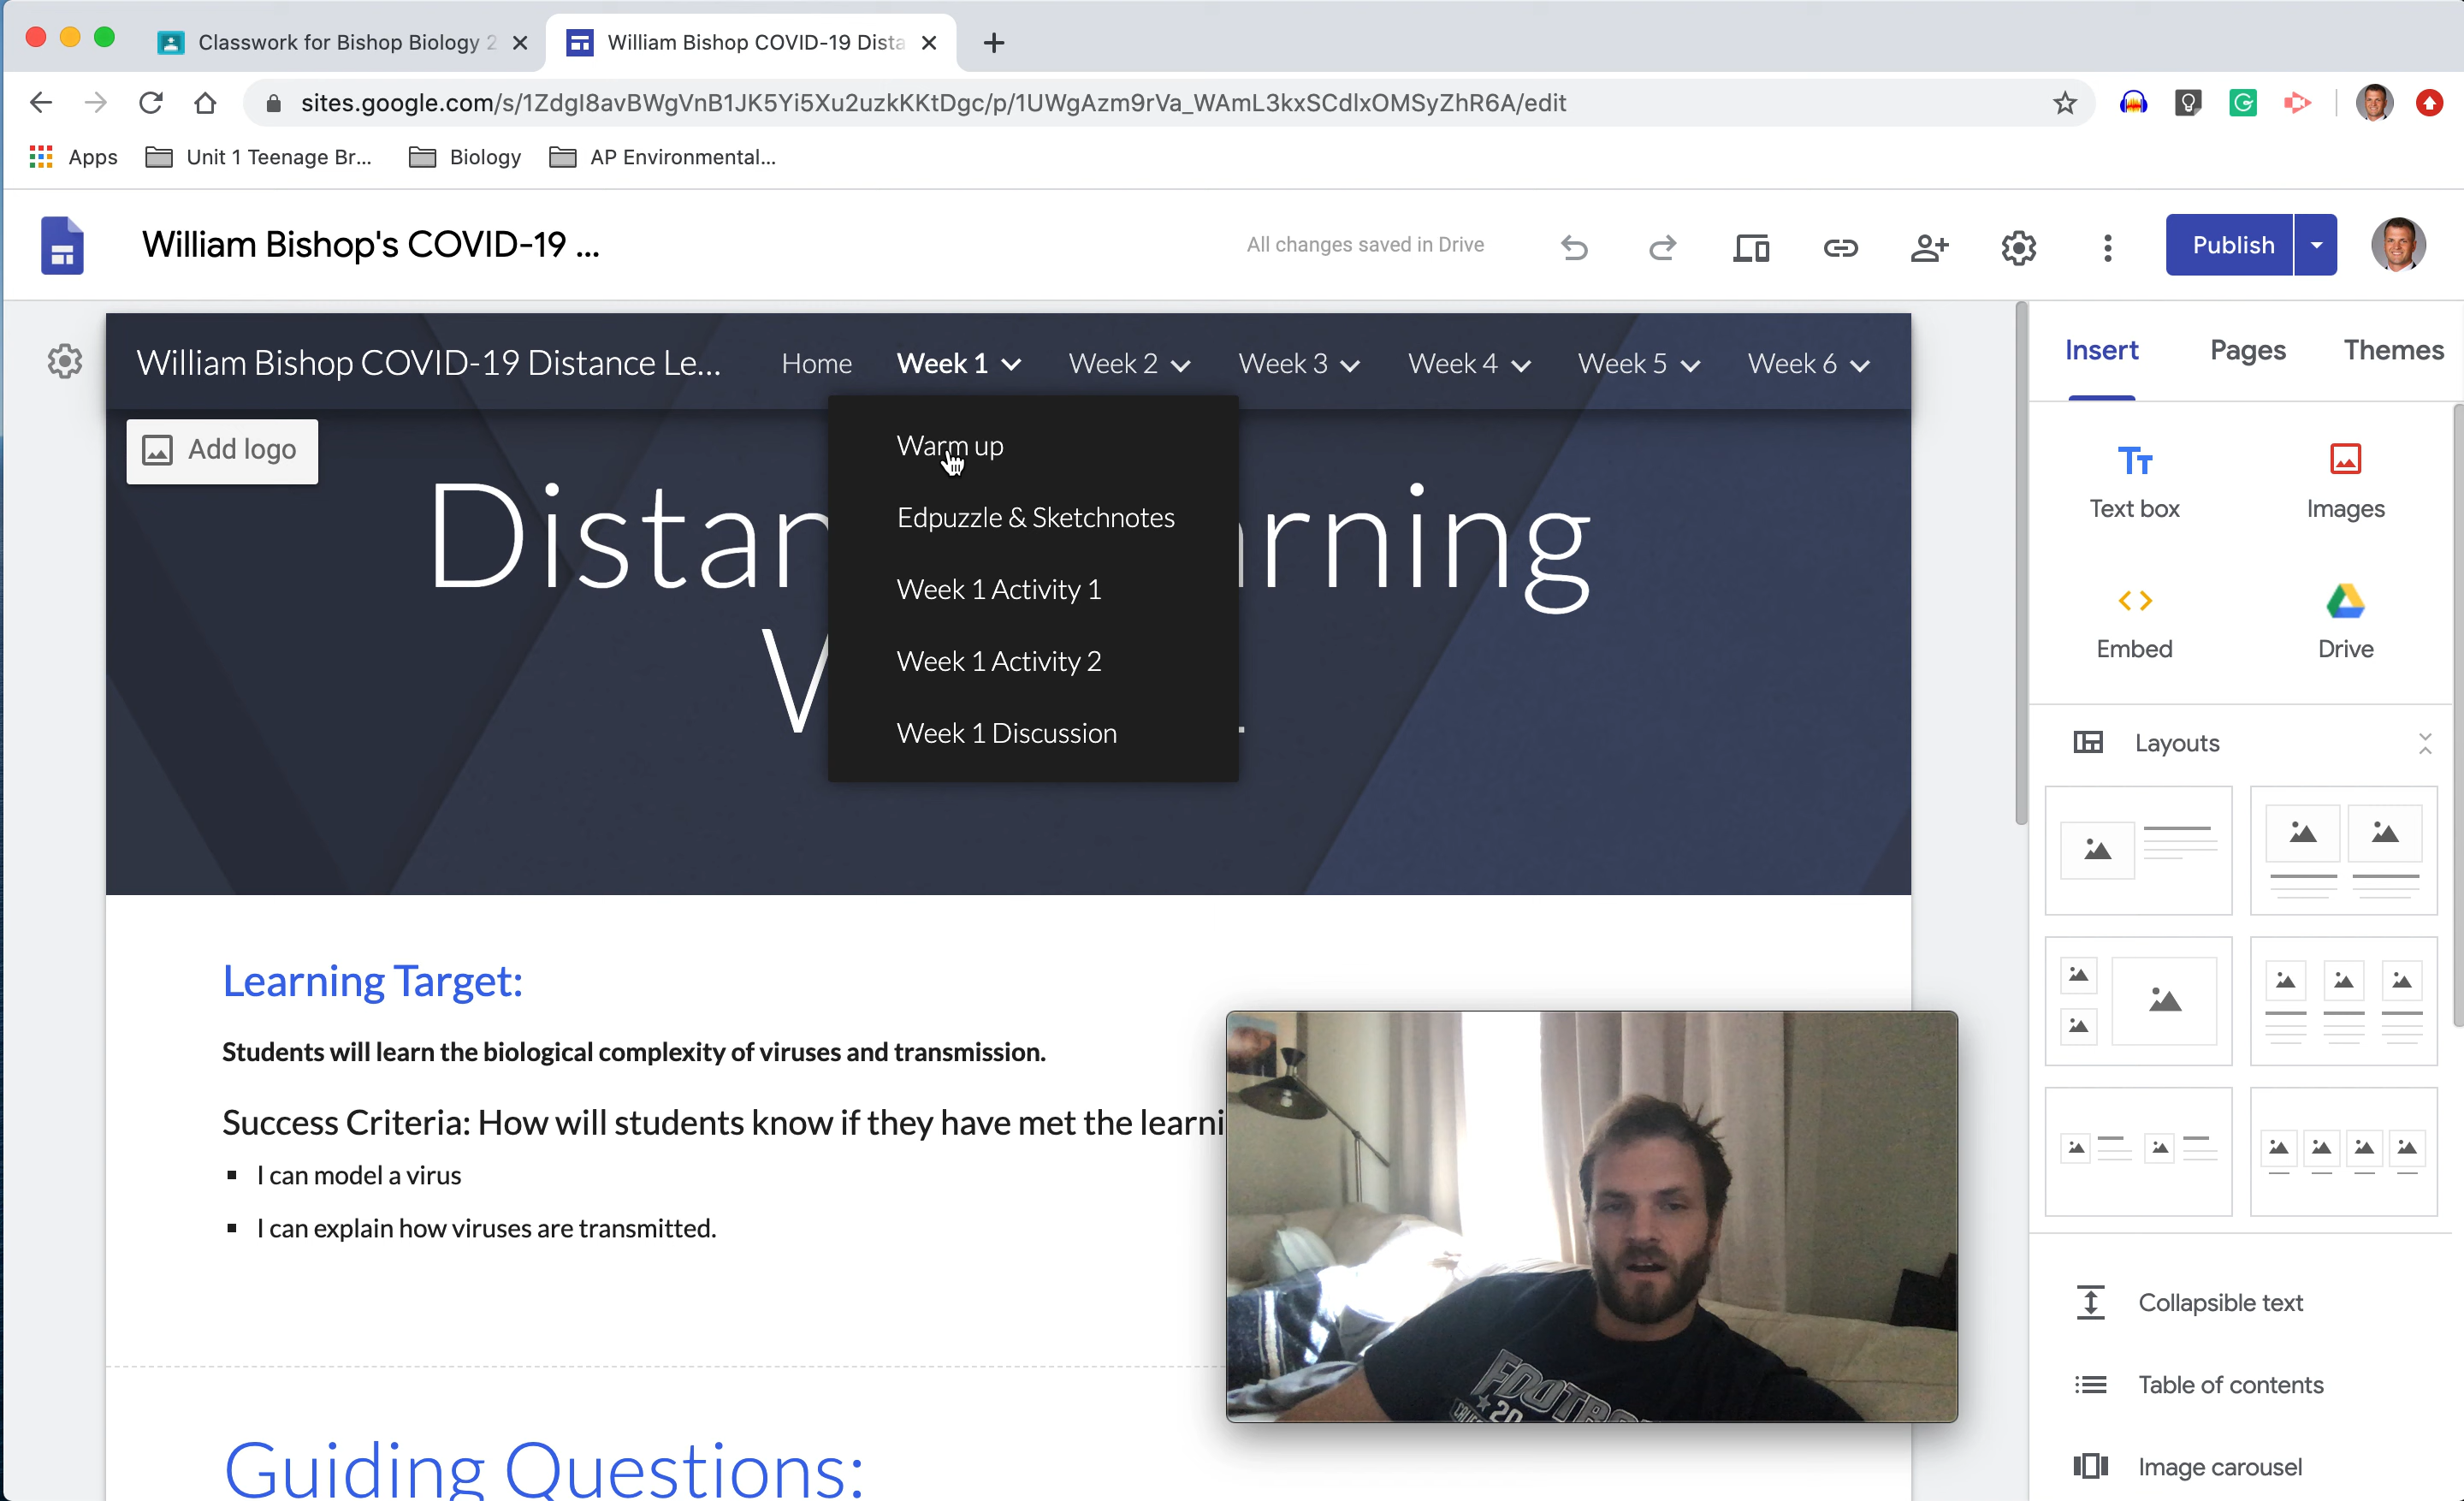 Classwork for Bishop Biology 2
William Bishop COVID-19 Dista
sites.google.com/s/1ZdgI8avBWgVnB1JK5Yi5Xu2uzkKKtDgc/p/1UWgAzm9rVa_WAmL3kxSCdlxOMSyZhR6A/edit
Apps
Unit 1 Teenage Br...
Biology
AP Environmental...
William Bishop's COVID-19 ...
All changes saved in Drive
Publish
William Bishop COVID-19 Distance Le...
Home
Week 1
Week 2
Week 3
Week 4
Week 5
Week 6
Insert
Pages
Themes
Add logo
Warm up
Edpuzzle & Sketchnotes
Week 1 Activity 1
Week 1 Activity 2
Week 1 Discussion
Distan
rning
Text box
Images
Embed
Drive
Layouts
Learning Target:
Students will learn the biological complexity of viruses and transmission.
Success Criteria: How will students know if they have met the learni
I can model a virus
I can explain how viruses are transmitted.
FOOTBA
20
Guiding Questions:
Collapsible text
Table of contents
Image carousel